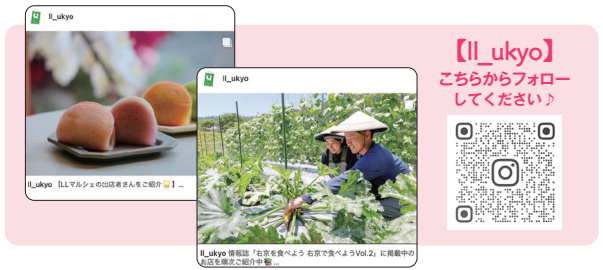 ll_ukyo
ll_ukyo 【LLマルシェの出店者さんをご紹介🐹】...
ll_ukyo
ll_ukyo 情報誌「右京を食べよう 右京で食べようVol.2」に掲載中の
お店を順次ご紹介中📚...
【ll_ukyo】
こちらからフォロー
してください♪